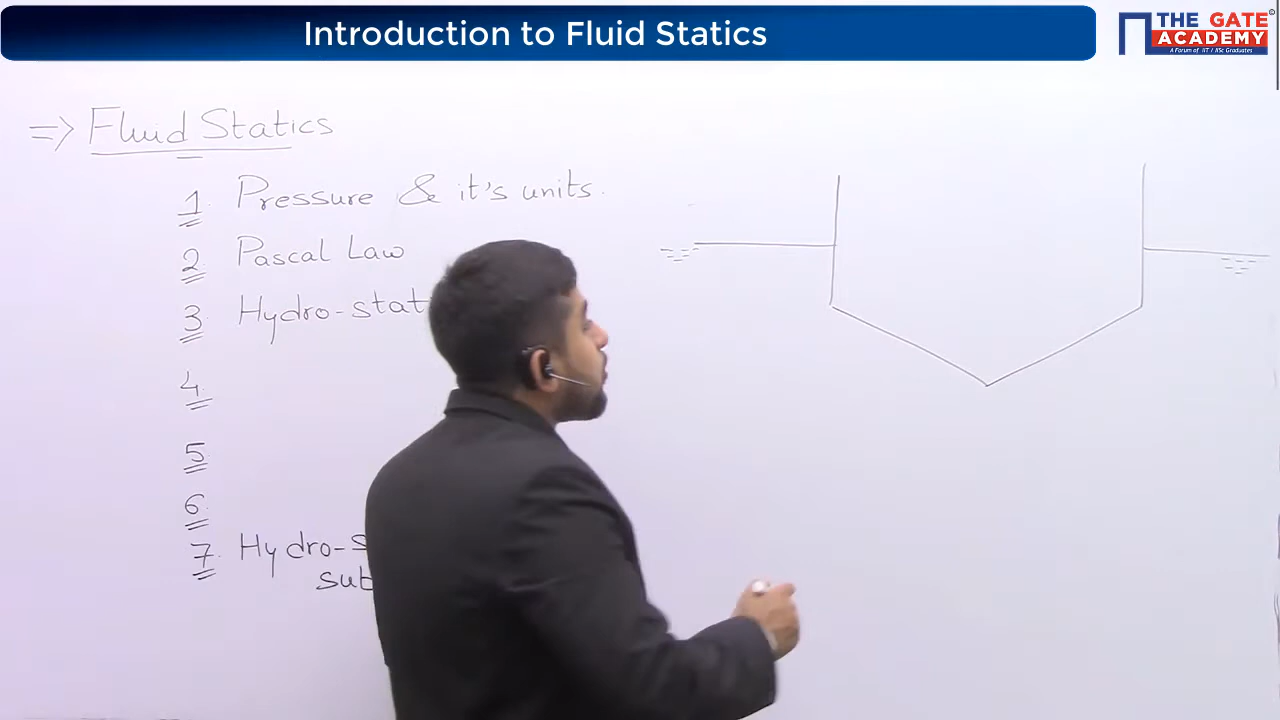 Introduction to Fluid Statics
THE GATE
ACADEMY
A Forum of IIT / IISc Graduates
=> Fluid Statics
1 Pressure & it's units.
2 Pascal Law
3 Hydro-stat
4
5
6
7 Hydro-s
sub